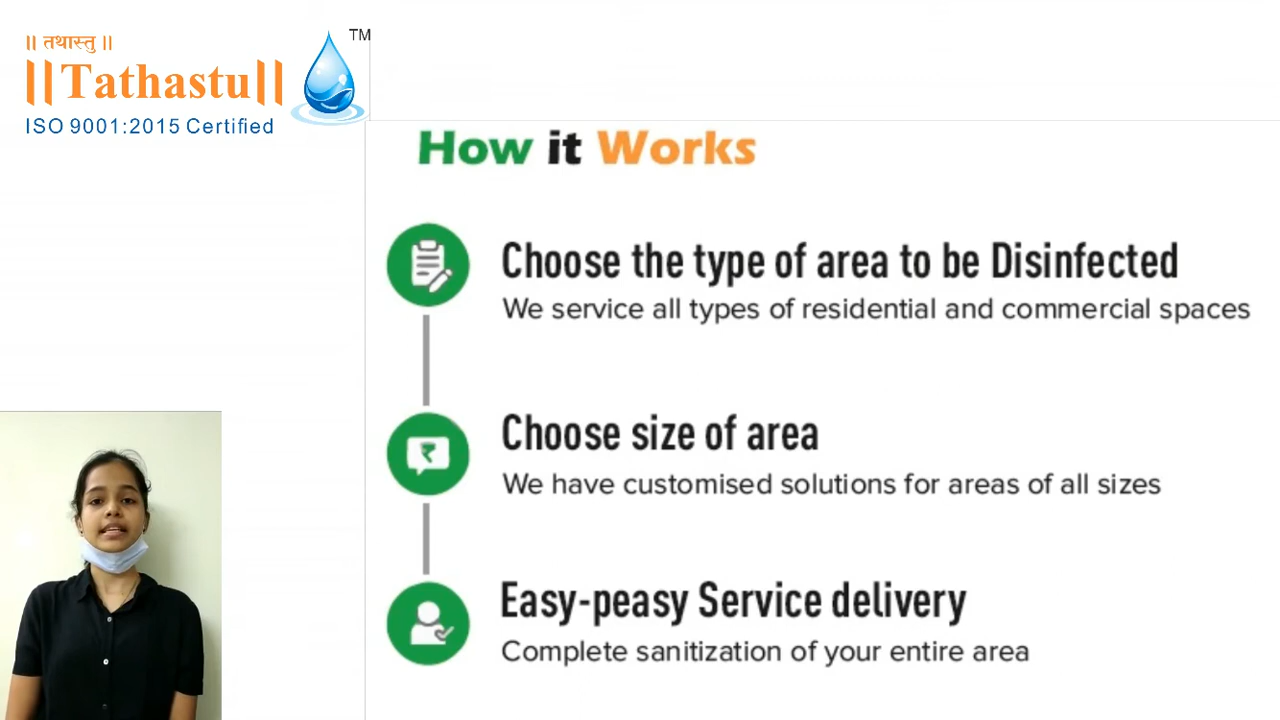 || तथास्तु ||
||Tathastu||
TM
ISO 9001:2015 Certified
How it Works
Choose the type of area to be Disinfected
We service all types of residential and commercial spaces
₹
Choose size of area
We have customised solutions for areas of all sizes
Easy-peasy Service delivery
Complete sanitization of your entire area